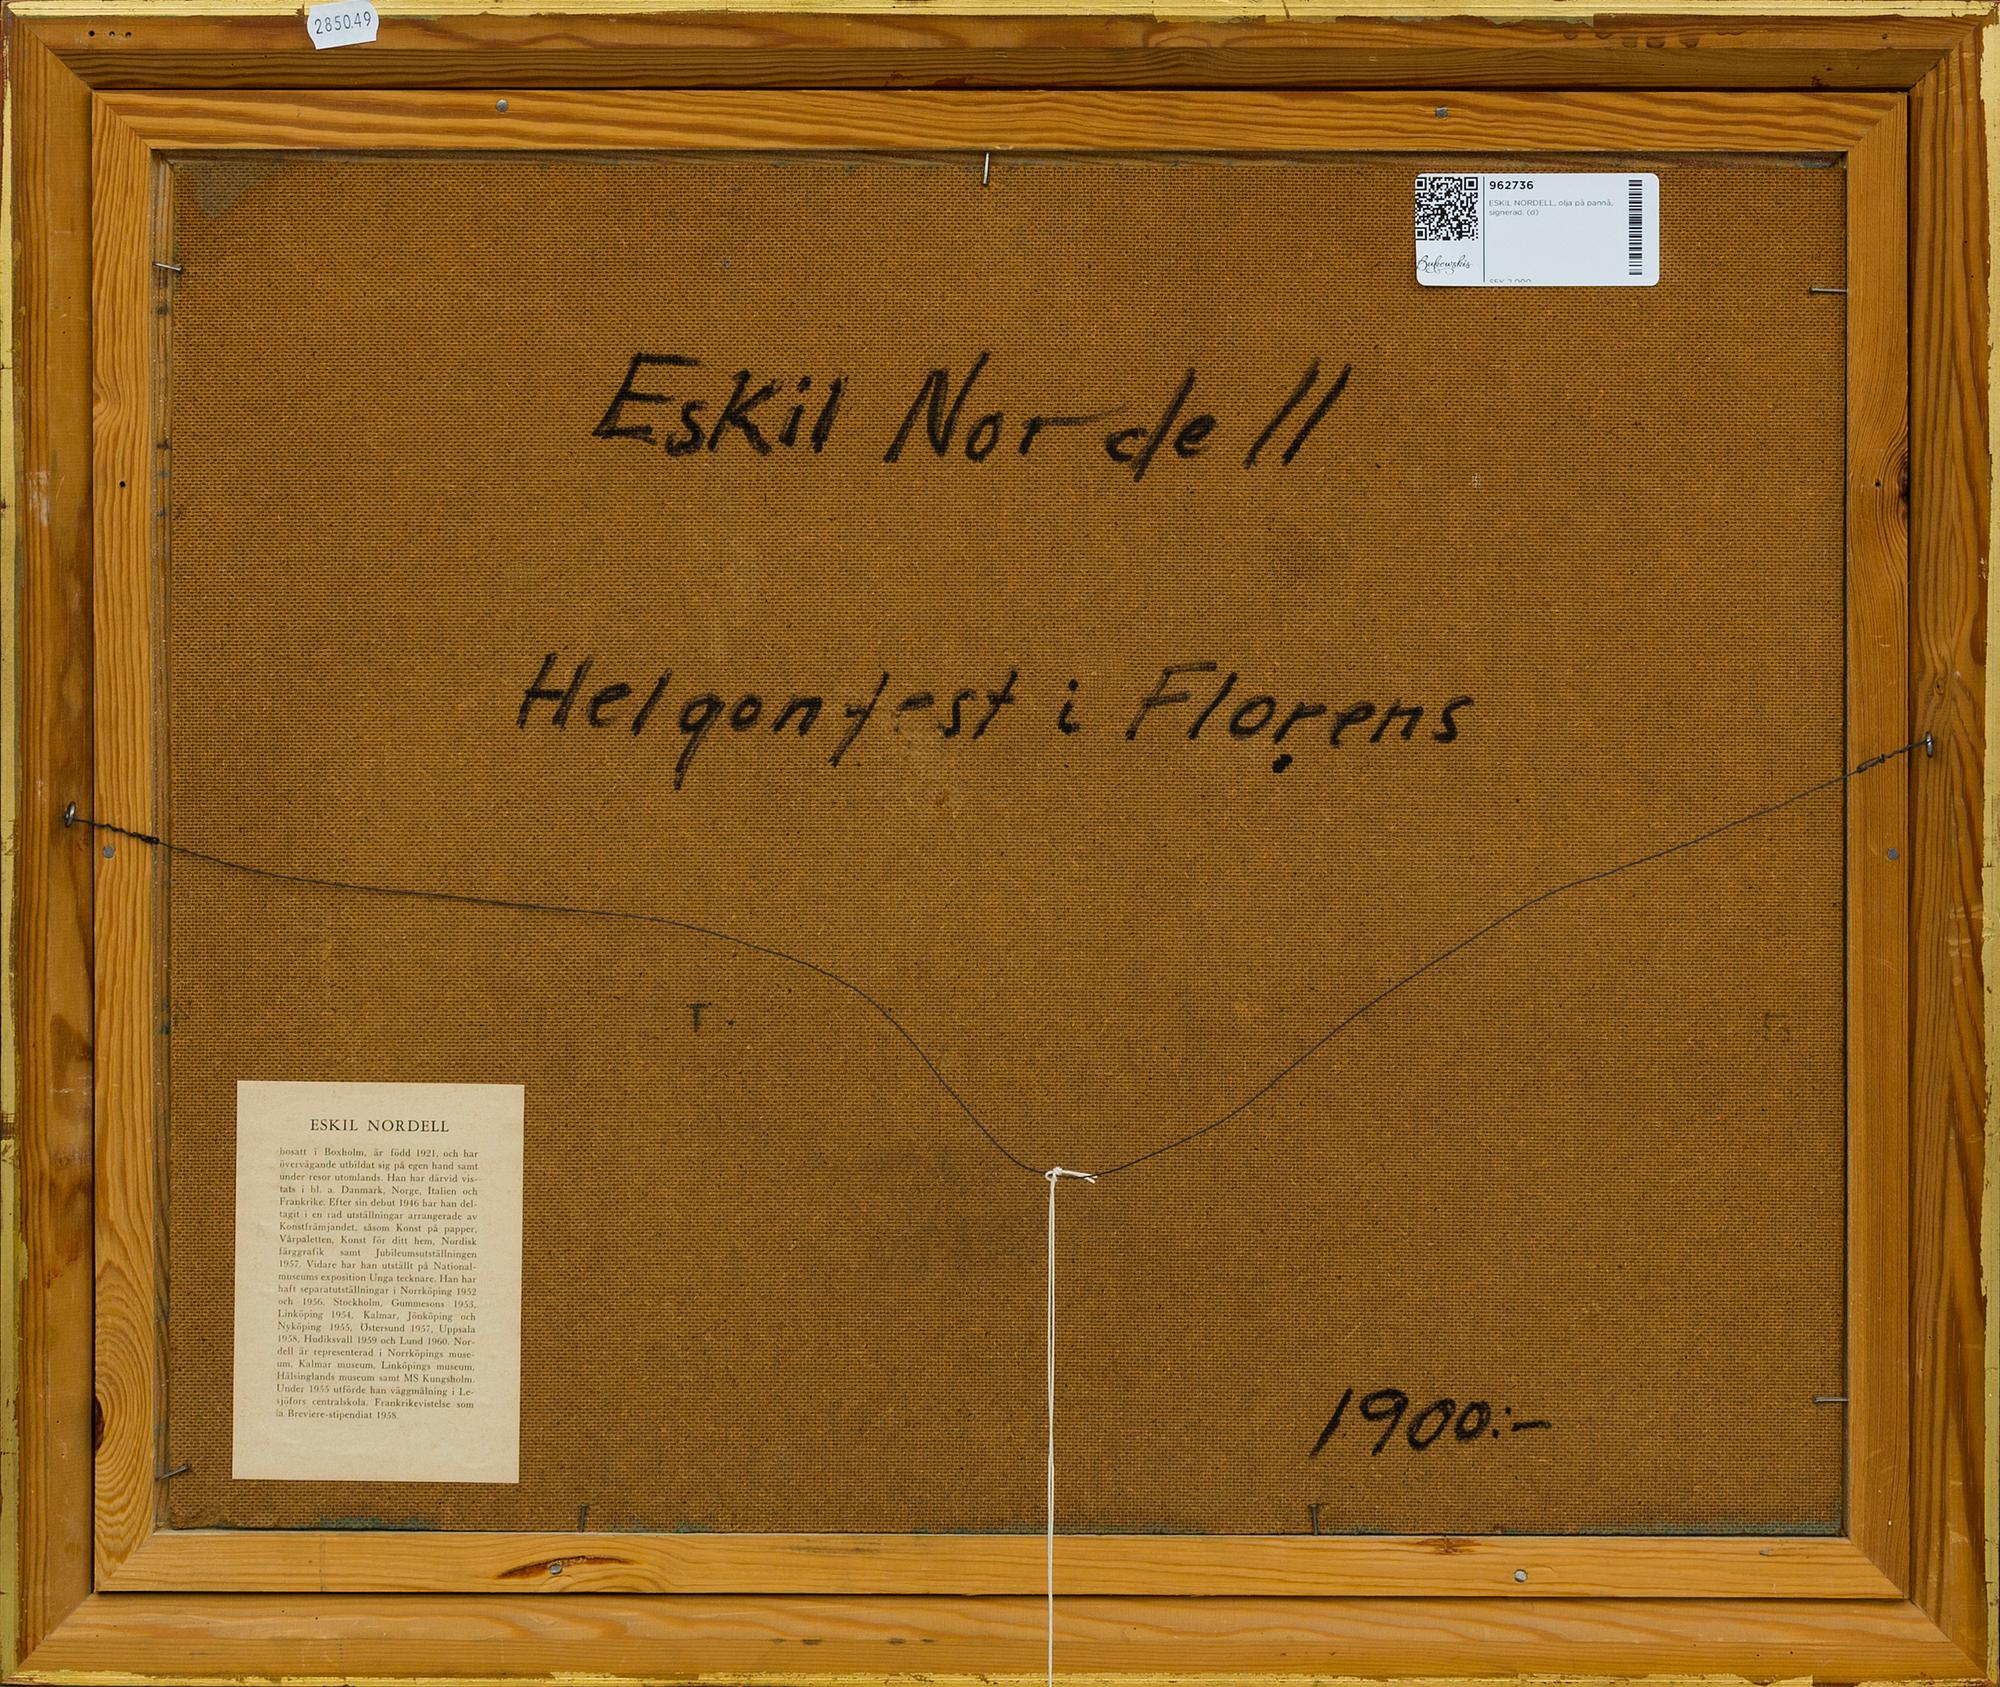 2850.49
962736
ESKIL NORDELL, olja på pannå,
signerad. (d)
Bukowskis
Eskil Nordell
Helgonfest i Florens
T.
ESKIL NORDELL
bosatt i Boxholm, är född 1921, och har
övervägande utbildat sig på egen hand samt
under resor utomlands. Han har därvid vis-
tats i bl. a. Danmark, Norge, Italien och
Frankrike. Efter sin debut 1946 har han del-
tagit i en rad utställningar arrangerade av
Konstfrämjandet, såsom Konst på papper,
Vårpaletten, Konst för ditt hem, Nordisk
färggrafik samt Jubileumsutställningen
1957. Vidare har han utställt på National-
museums exposition Unga tecknare. Han har
haft separatutställningar i Norrköping 1952
och 1956, Stockholm, Gummesons 1953,
Linköping 1954, Kalmar, Jönköping och
Nyköping 1955, Östersund 1957, Uppsala
1958, Hudiksvall 1959 och Lund 1960. Nor-
dell är representerad i Norrköpings muse-
um, Kalmar museum, Linköpings museum,
Hälsinglands museum samt MS Kungsholm.
Under 1955 utförde han väggmålning i Le-
sjöfors centralskola. Frankrikevistelse som
la Breviere-stipendiat 1958.
1900:-